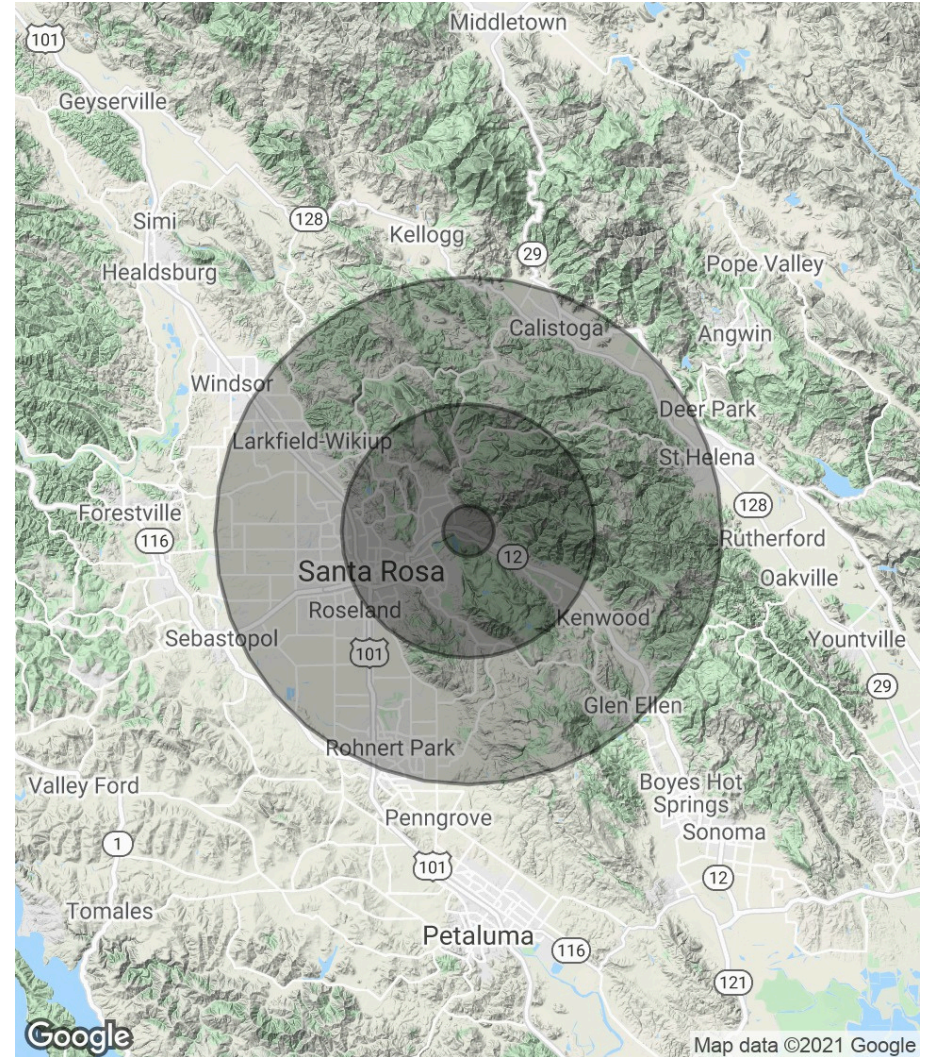 Middletown
101
Geyserville
128
Simi
Kellogg
29
Healdsburg
Pope Valley
Calistoga
Angwin
Windsor
Deer Park
Larkfield-Wikiup
St Helena
128
Forestville
116
Rutherford
12
Santa Rosa
Oakville
Roseland
Kenwood
Sebastopol
101
Yountville
29
Glen Ellen
Rohnert Park
Valley Ford
Boyes Hot
Springs
Penngrove
Sonoma
1
101
12
Tomales
Petaluma
116
121
Google
Map data ©2021 Google